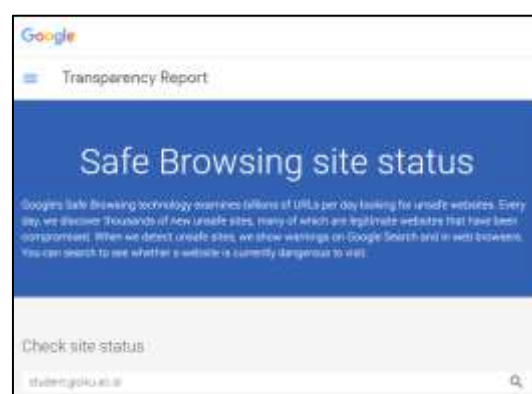 Google
Transparency Report
Safe Browsing site status
Google's Safe Browsing technology examines billions of URLs per day looking for unsafe websites. Every
day, we discover thousands of new unsafe sites, many of which are legitimate websites that have been
compromised. When we detect unsafe sites, we show warnings on Google Search and in web browsers.
You can search to see whether a website is currently dangerous to visit.
Check site status